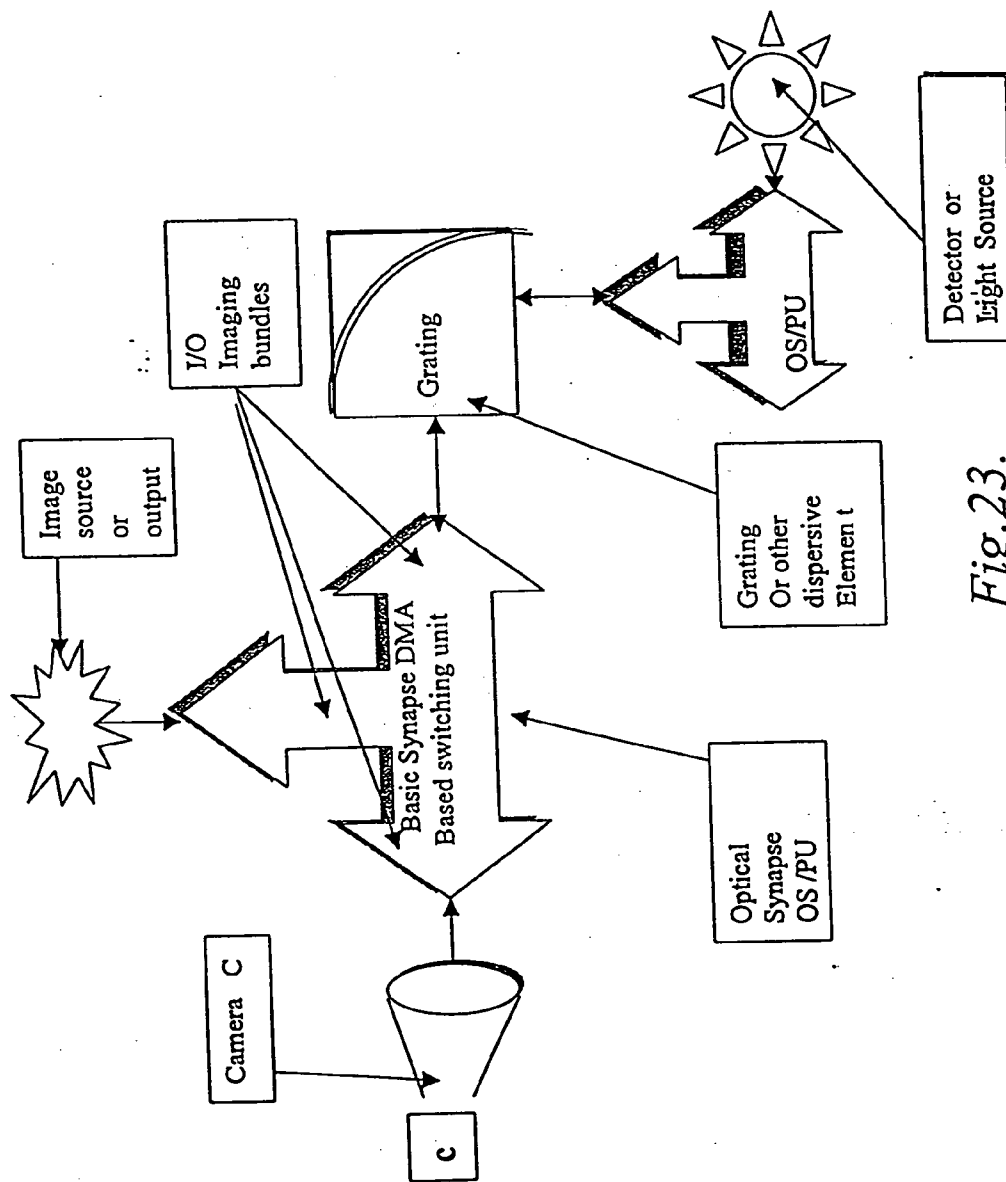 Image
source
or
output
I/O
Imaging
bundles
Camera C
c
Basic Synapse DMA
Based switching unit
Grating
OS/PU
Optical
Synapse
OS /PU
Grating
Or other
dispersive
Elemen t
Detector or
Light Source
Fig. 23.